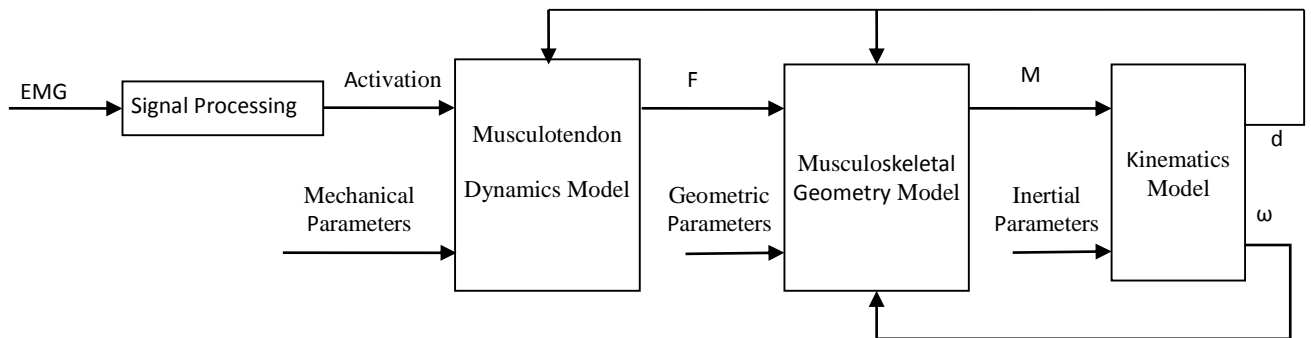 EMG
Signal Processing
Activation
Mechanical
Parameters
Musculotendon
Dynamics Model
F
Geometric
Parameters
Musculoskeletal
Geometry Model
M
Inertial
Parameters
Kinematics
Model
d
ω